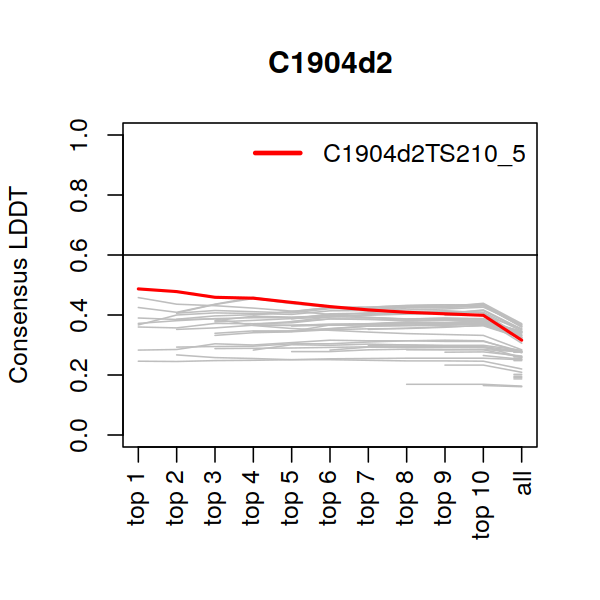 C1904d2
C1904d2TS210_5
Consensus LDDT
1.0
0.8
0.6
0.4
0.2
0.0
top 1
top 2
top 3
top 4
top 5
top 6
top 7
top 8
top 9
top 10
all